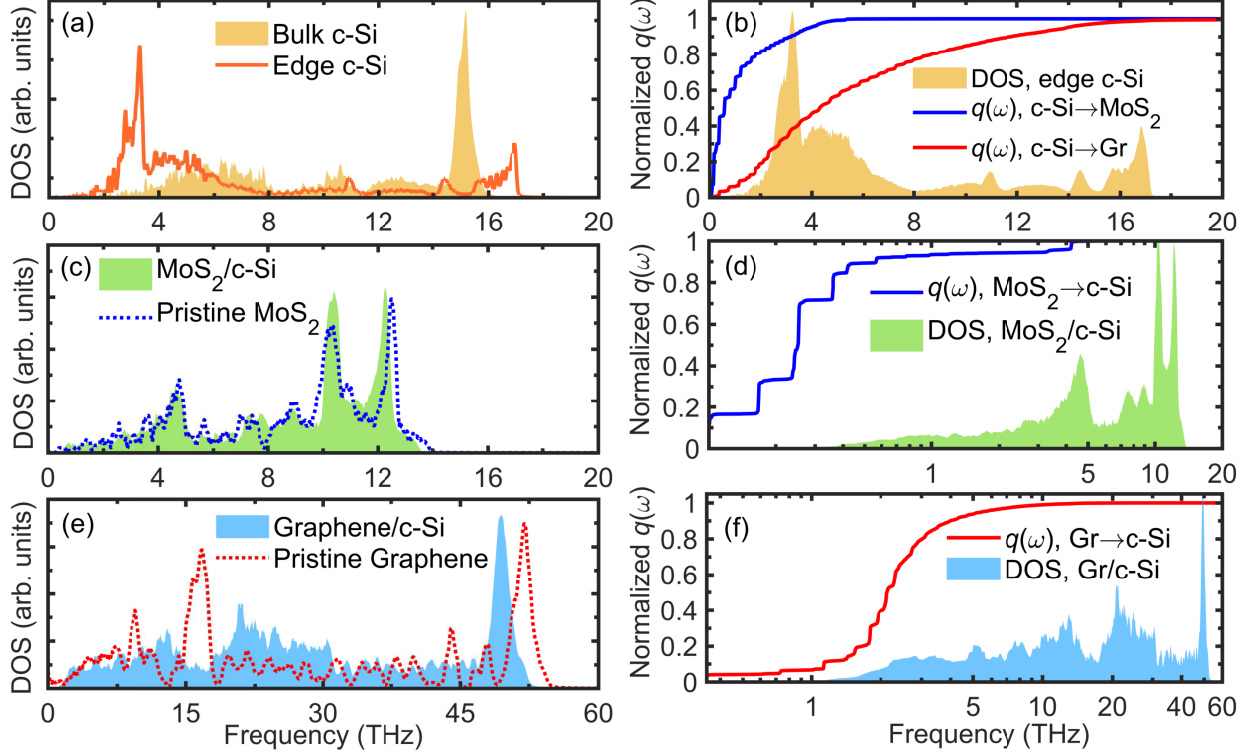 (a)
Bulk c-Si
Edge c-Si
DOS (arb. units)
0 4 8 12 16 20
(b)
DOS, edge c-Si
q(ω), c-Si→MoS2
q(ω), c-Si→Gr
Normalized q(ω)
1
0.8
0.6
0.4
0.2
0
0 4 8 12 16 20
(c)
MoS2/c-Si
Pristine MoS2
DOS (arb. units)
0 4 8 12 16 20
(d)
q(ω), MoS2→c-Si
DOS, MoS2/c-Si
Normalized q(ω)
1
0.8
0.6
0.4
0.2
0
1 5 10 20
(e)
Graphene/c-Si
Pristine Graphene
DOS (arb. units)
0 15 30 45 60
Frequency (THz)
(f)
q(ω), Gr→c-Si
DOS, Gr/c-Si
Normalized q(ω)
1
0.8
0.6
0.4
0.2
0
1 5 10 20 40 60
Frequency (THz)